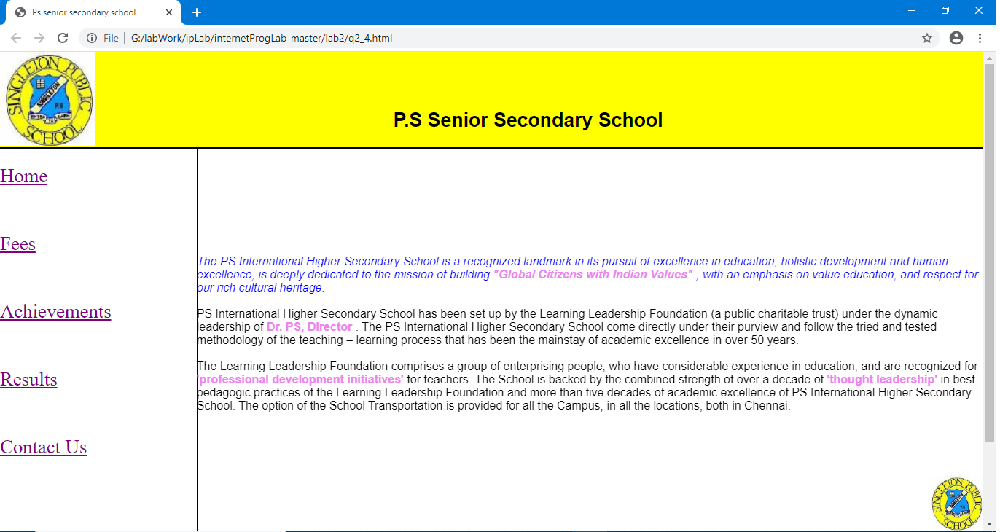 Ps senior secondary school
File G:/labWork/ipLab/internetProgLab-master/lab2/q2_4.html
SINGLETON PUBLIC SCHOOL
SINGLETON
P.S
ENTER TO LEARN
P.S Senior Secondary School
Home
Fees
Achievements
Results
Contact Us
The PS International Higher Secondary School is a recognized landmark in its pursuit of excellence in education, holistic development and human
excellence, is deeply dedicated to the mission of building "Global Citizens with Indian Values" , with an emphasis on value education, and respect for
our rich cultural heritage.
PS International Higher Secondary School has been set up by the Learning Leadership Foundation (a public charitable trust) under the dynamic
leadership of Dr. PS, Director . The PS International Higher Secondary School come directly under their purview and follow the tried and tested
methodology of the teaching – learning process that has been the mainstay of academic excellence in over 50 years.
The Learning Leadership Foundation comprises a group of enterprising people, who have considerable experience in education, and are recognized for
'professional development initiatives' for teachers. The School is backed by the combined strength of over a decade of 'thought leadership' in best
pedagogic practices of the Learning Leadership Foundation and more than five decades of academic excellence of PS International Higher Secondary
School. The option of the School Transportation is provided for all the Campus, in all the locations, both in Chennai.
SINGLETON PUBLIC SCHOOL